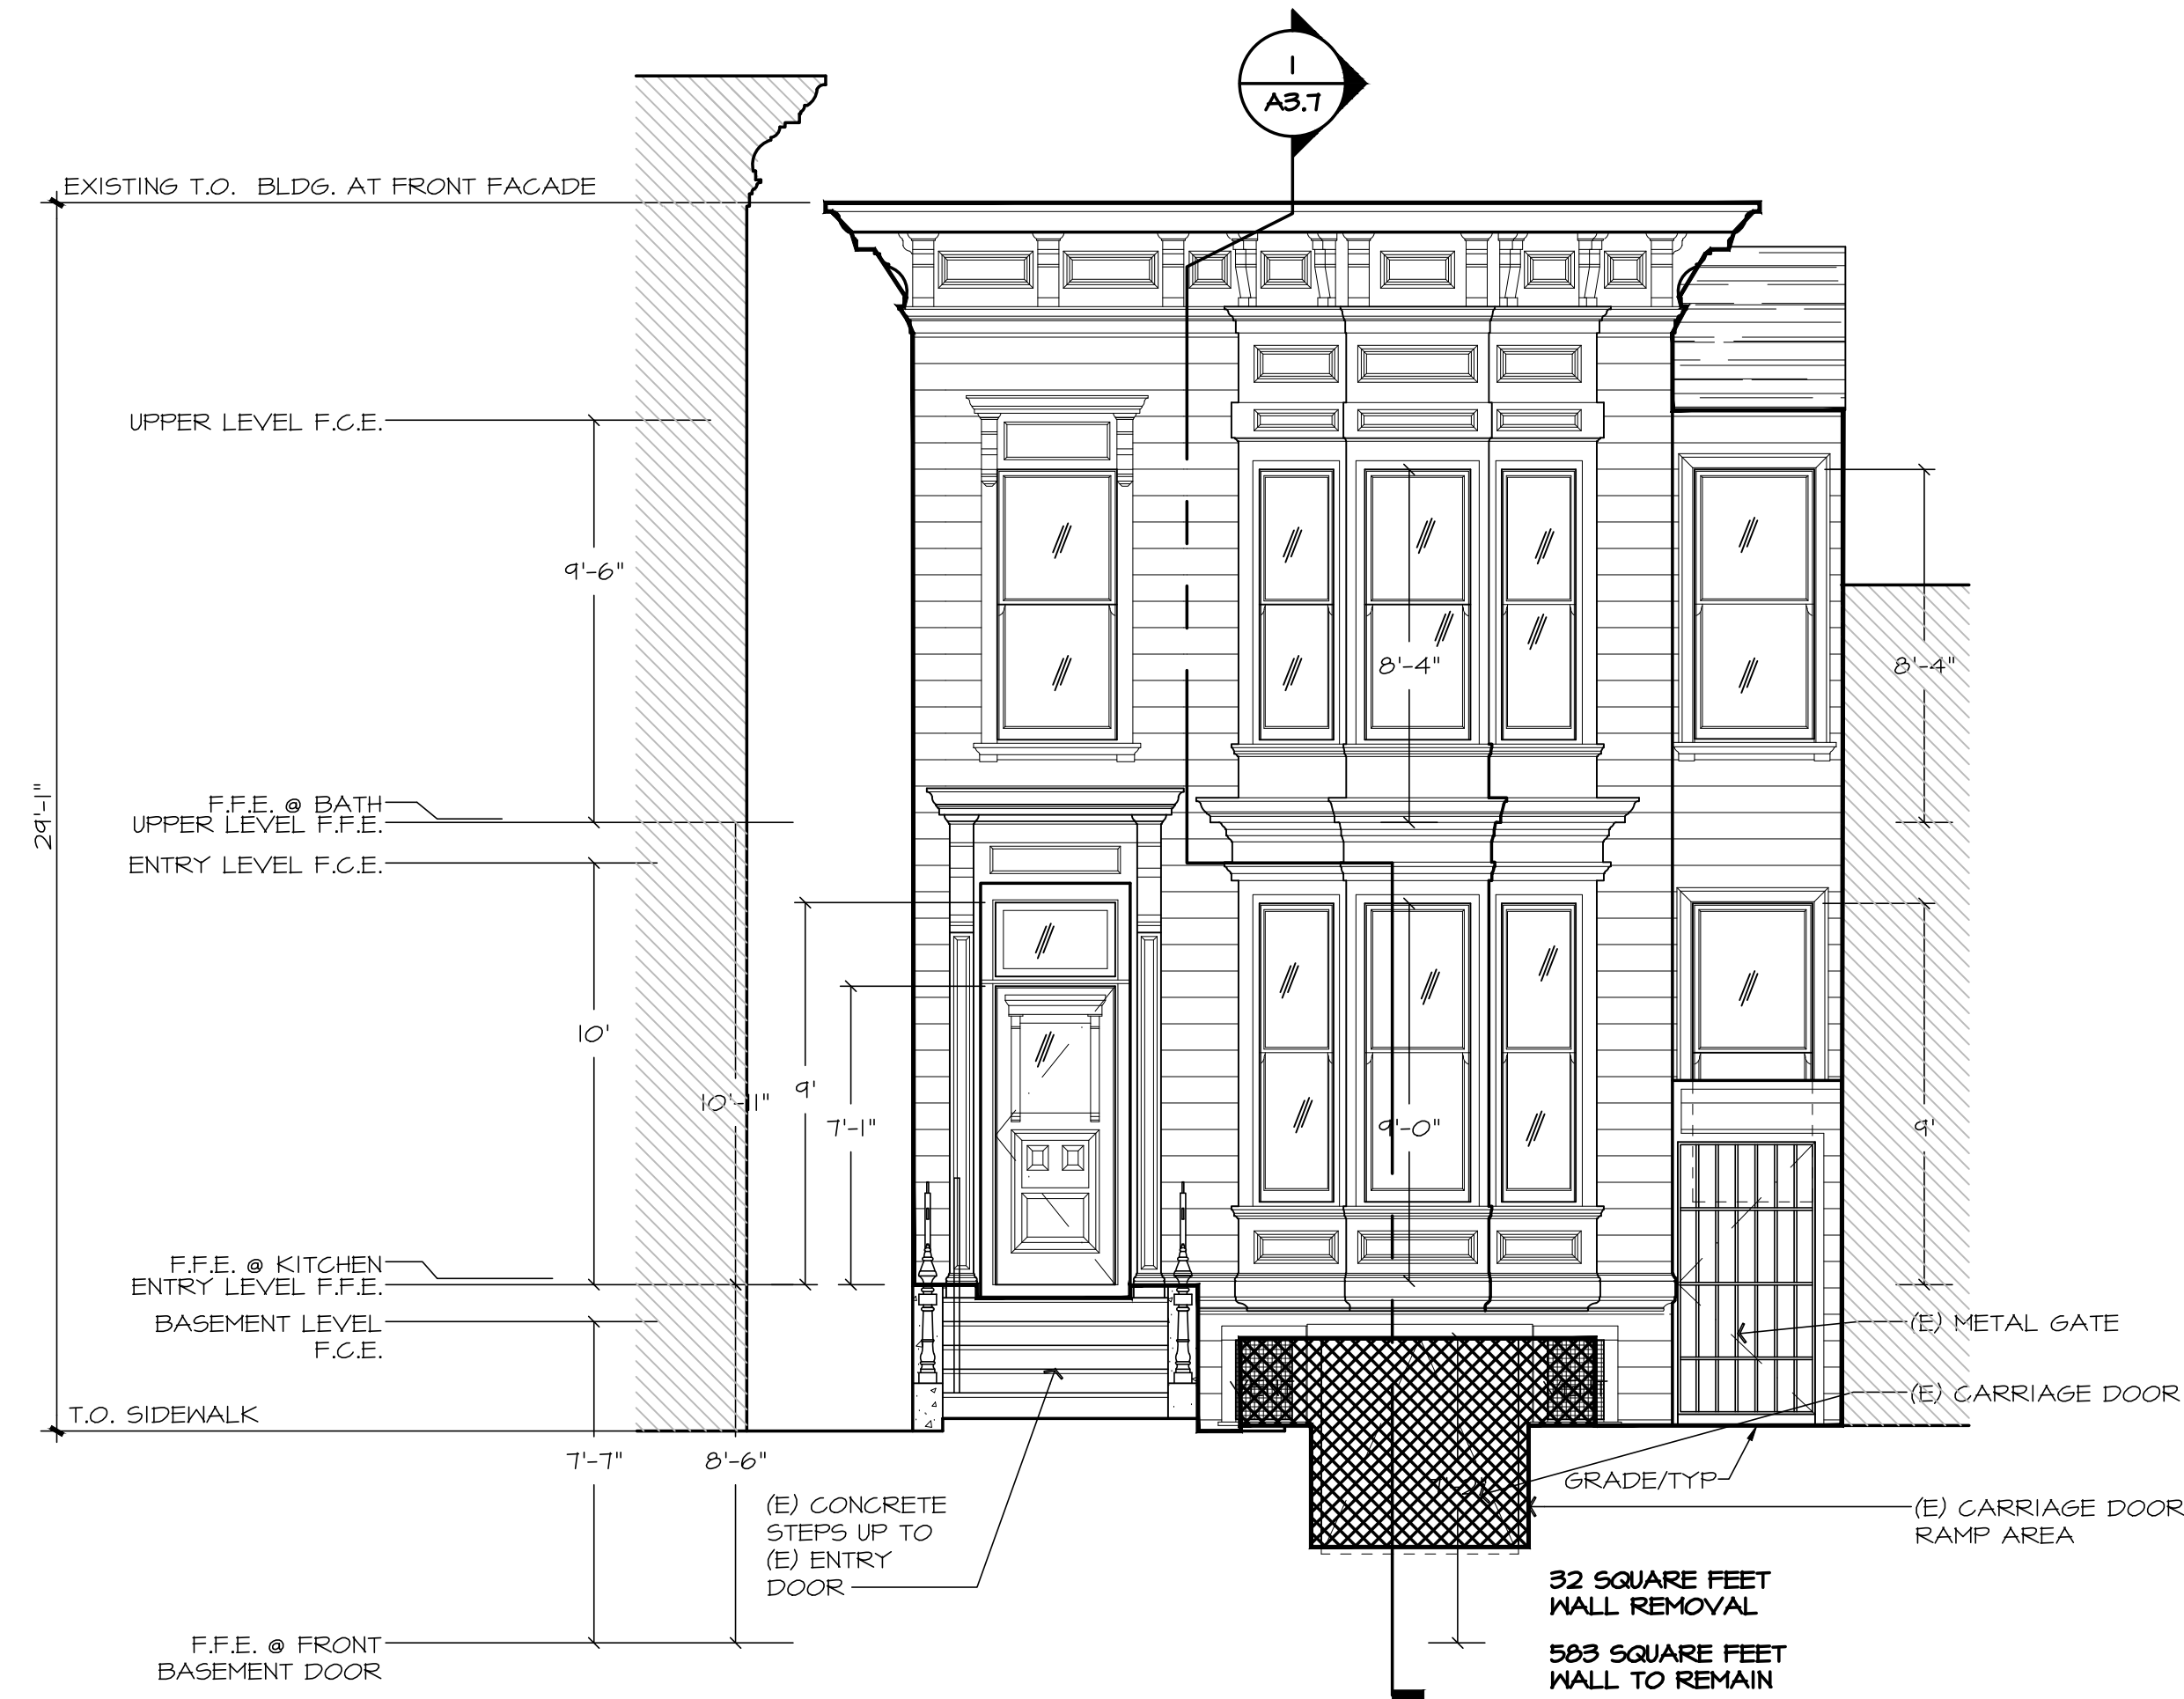 1
A3.7
EXISTING T.O. BLDG. AT FRONT FACADE
UPPER LEVEL F.C.E.
9'-6"
8'-4"
8'-4"
29'-1"
F.F.E. @ BATH
UPPER LEVEL F.F.E.
ENTRY LEVEL F.C.E.
10'
10'-11"
9'
7'-1"
9'-0"
9'
F.F.E. @ KITCHEN
ENTRY LEVEL F.F.E.
BASEMENT LEVEL
F.C.E.
(E) METAL GATE
(E) CARRIAGE DOOR
T.O. SIDEWALK
7'-7"
8'-6"
GRADE/TYP
(E) CONCRETE
STEPS UP TO
(E) ENTRY
DOOR
(E) CARRIAGE DOOR
RAMP AREA
32 SQUARE FEET
WALL REMOVAL
583 SQUARE FEET
WALL TO REMAIN
F.F.E. @ FRONT
BASEMENT DOOR